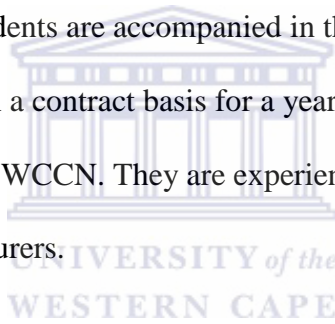 dents are accompanied in th
a contract basis for a year
WCCN. They are experien
urers.
UNIVERSITY of the
WESTERN CAPE